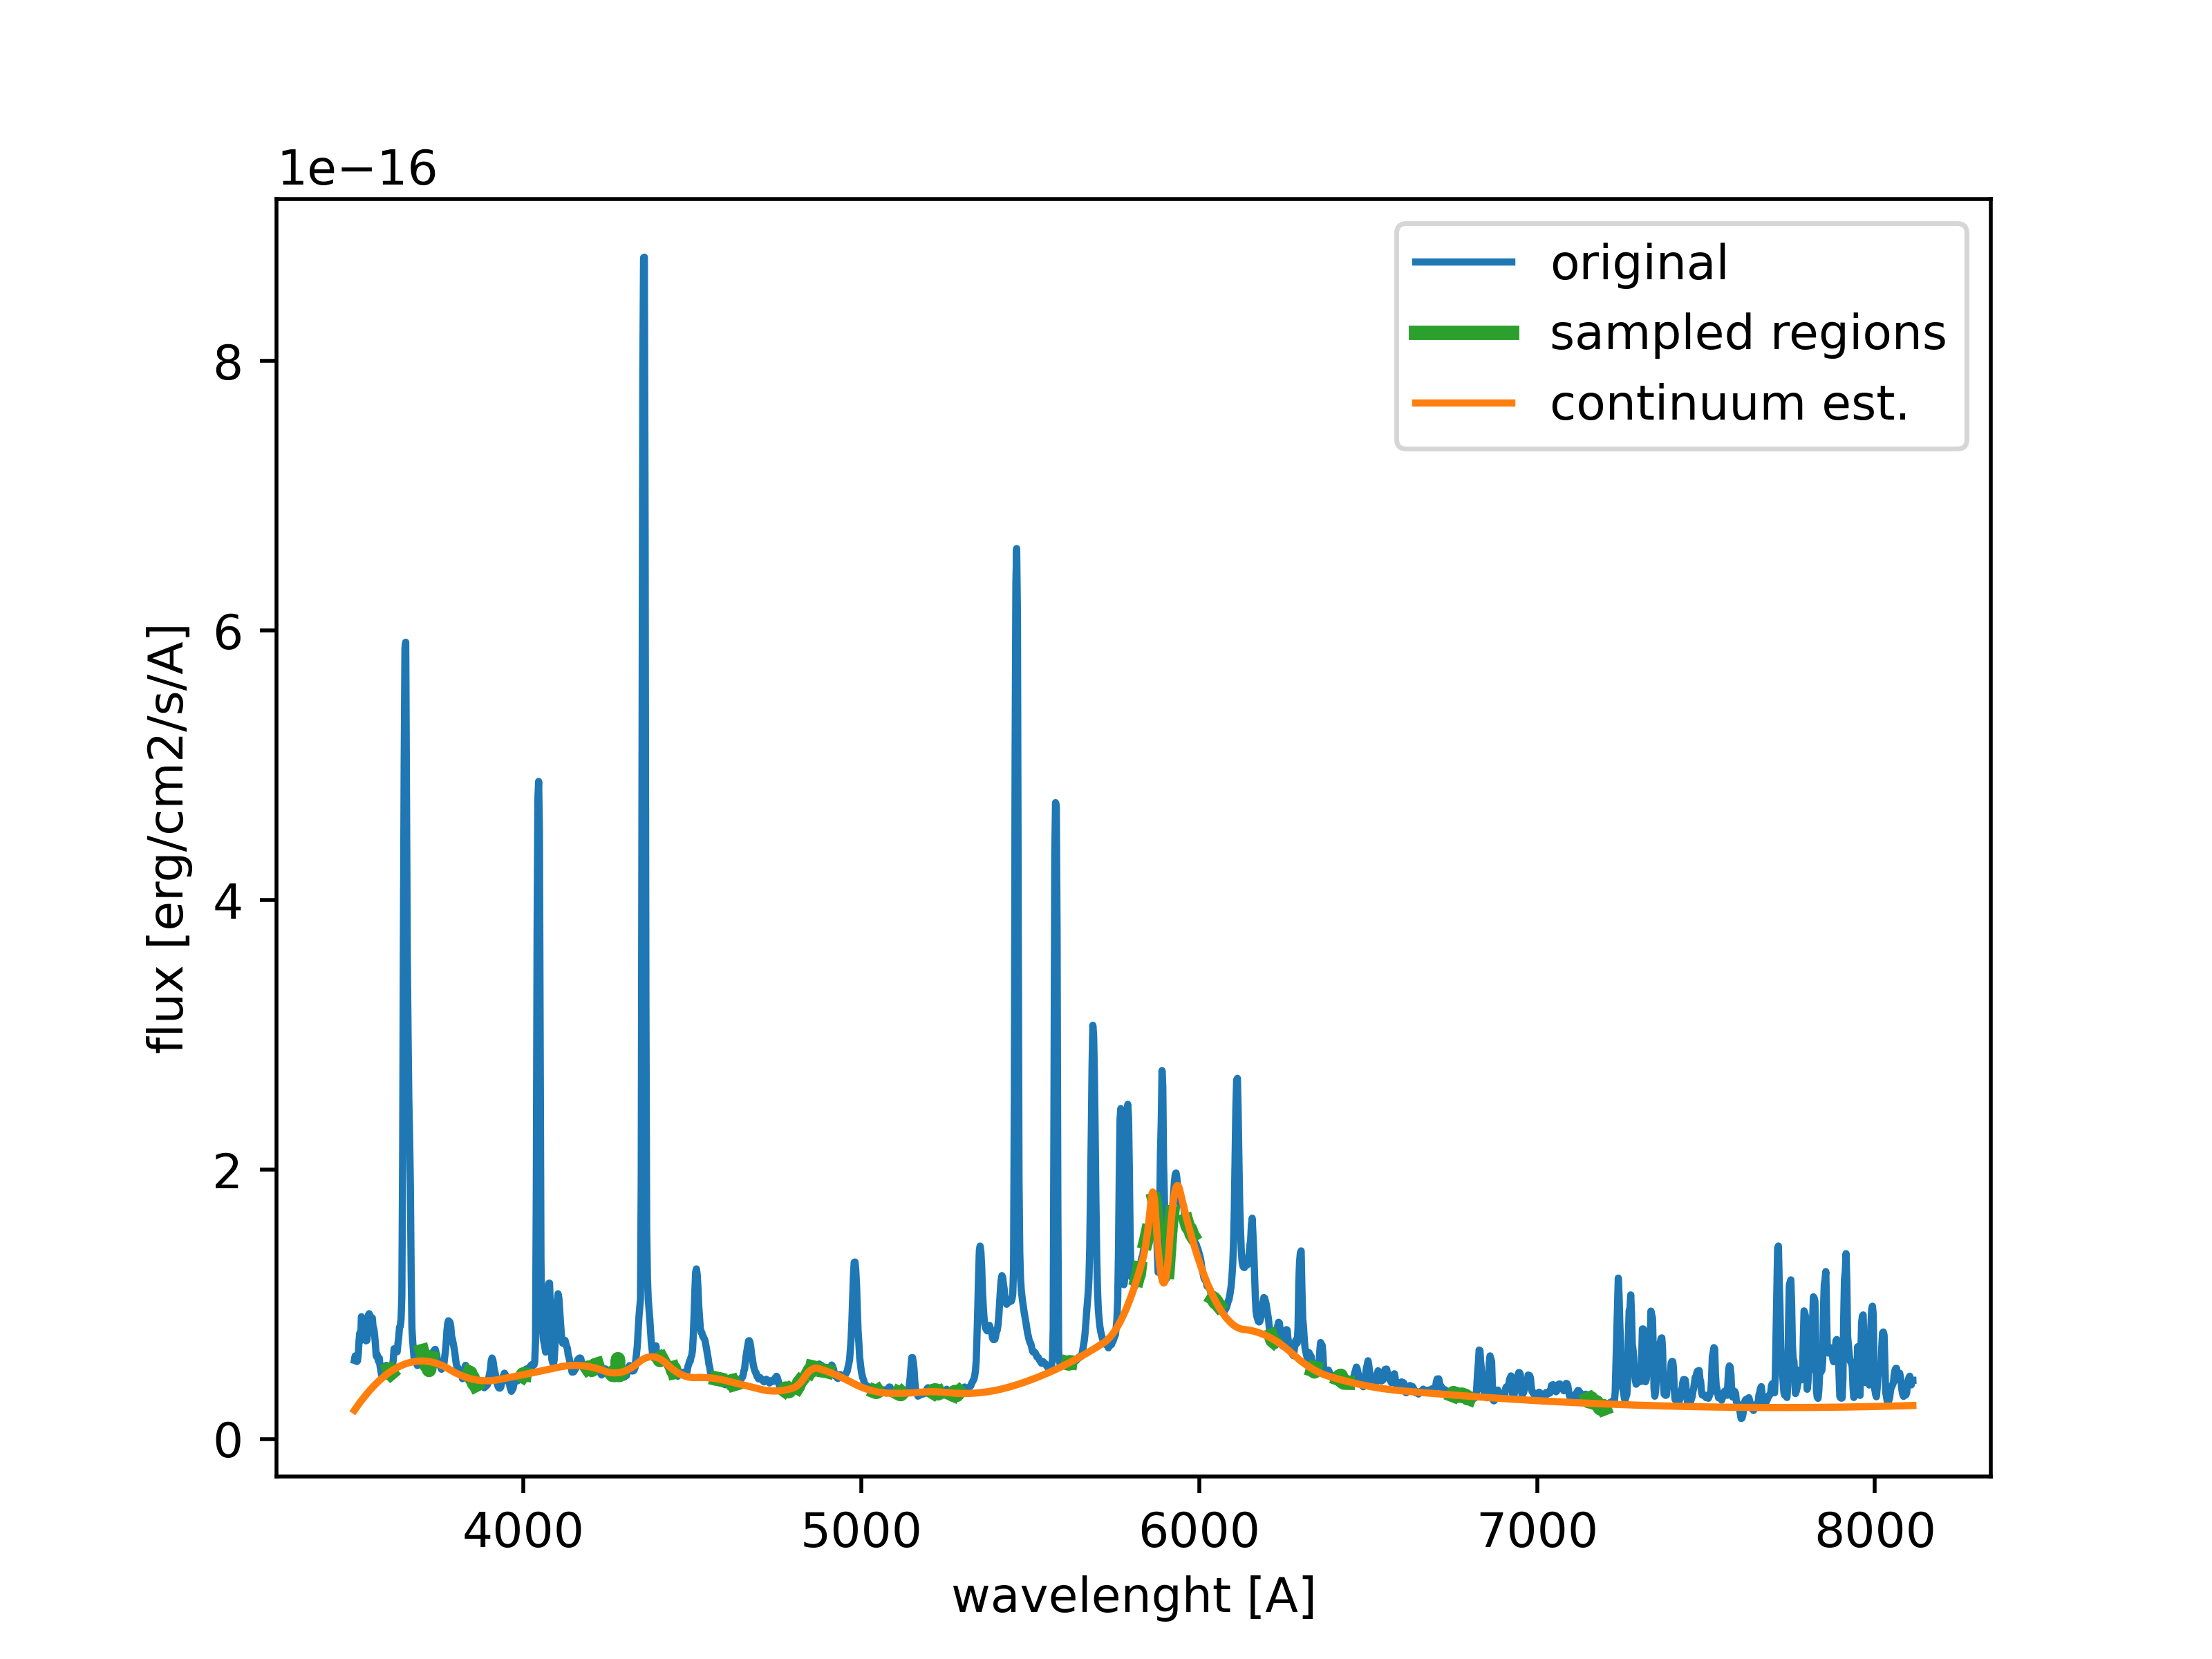 1e−16
original
sampled regions
continuum est.
8
6
4
2
0
flux [erg/cm2/s/A]
4000 5000 6000 7000 8000
wavelenght [A]